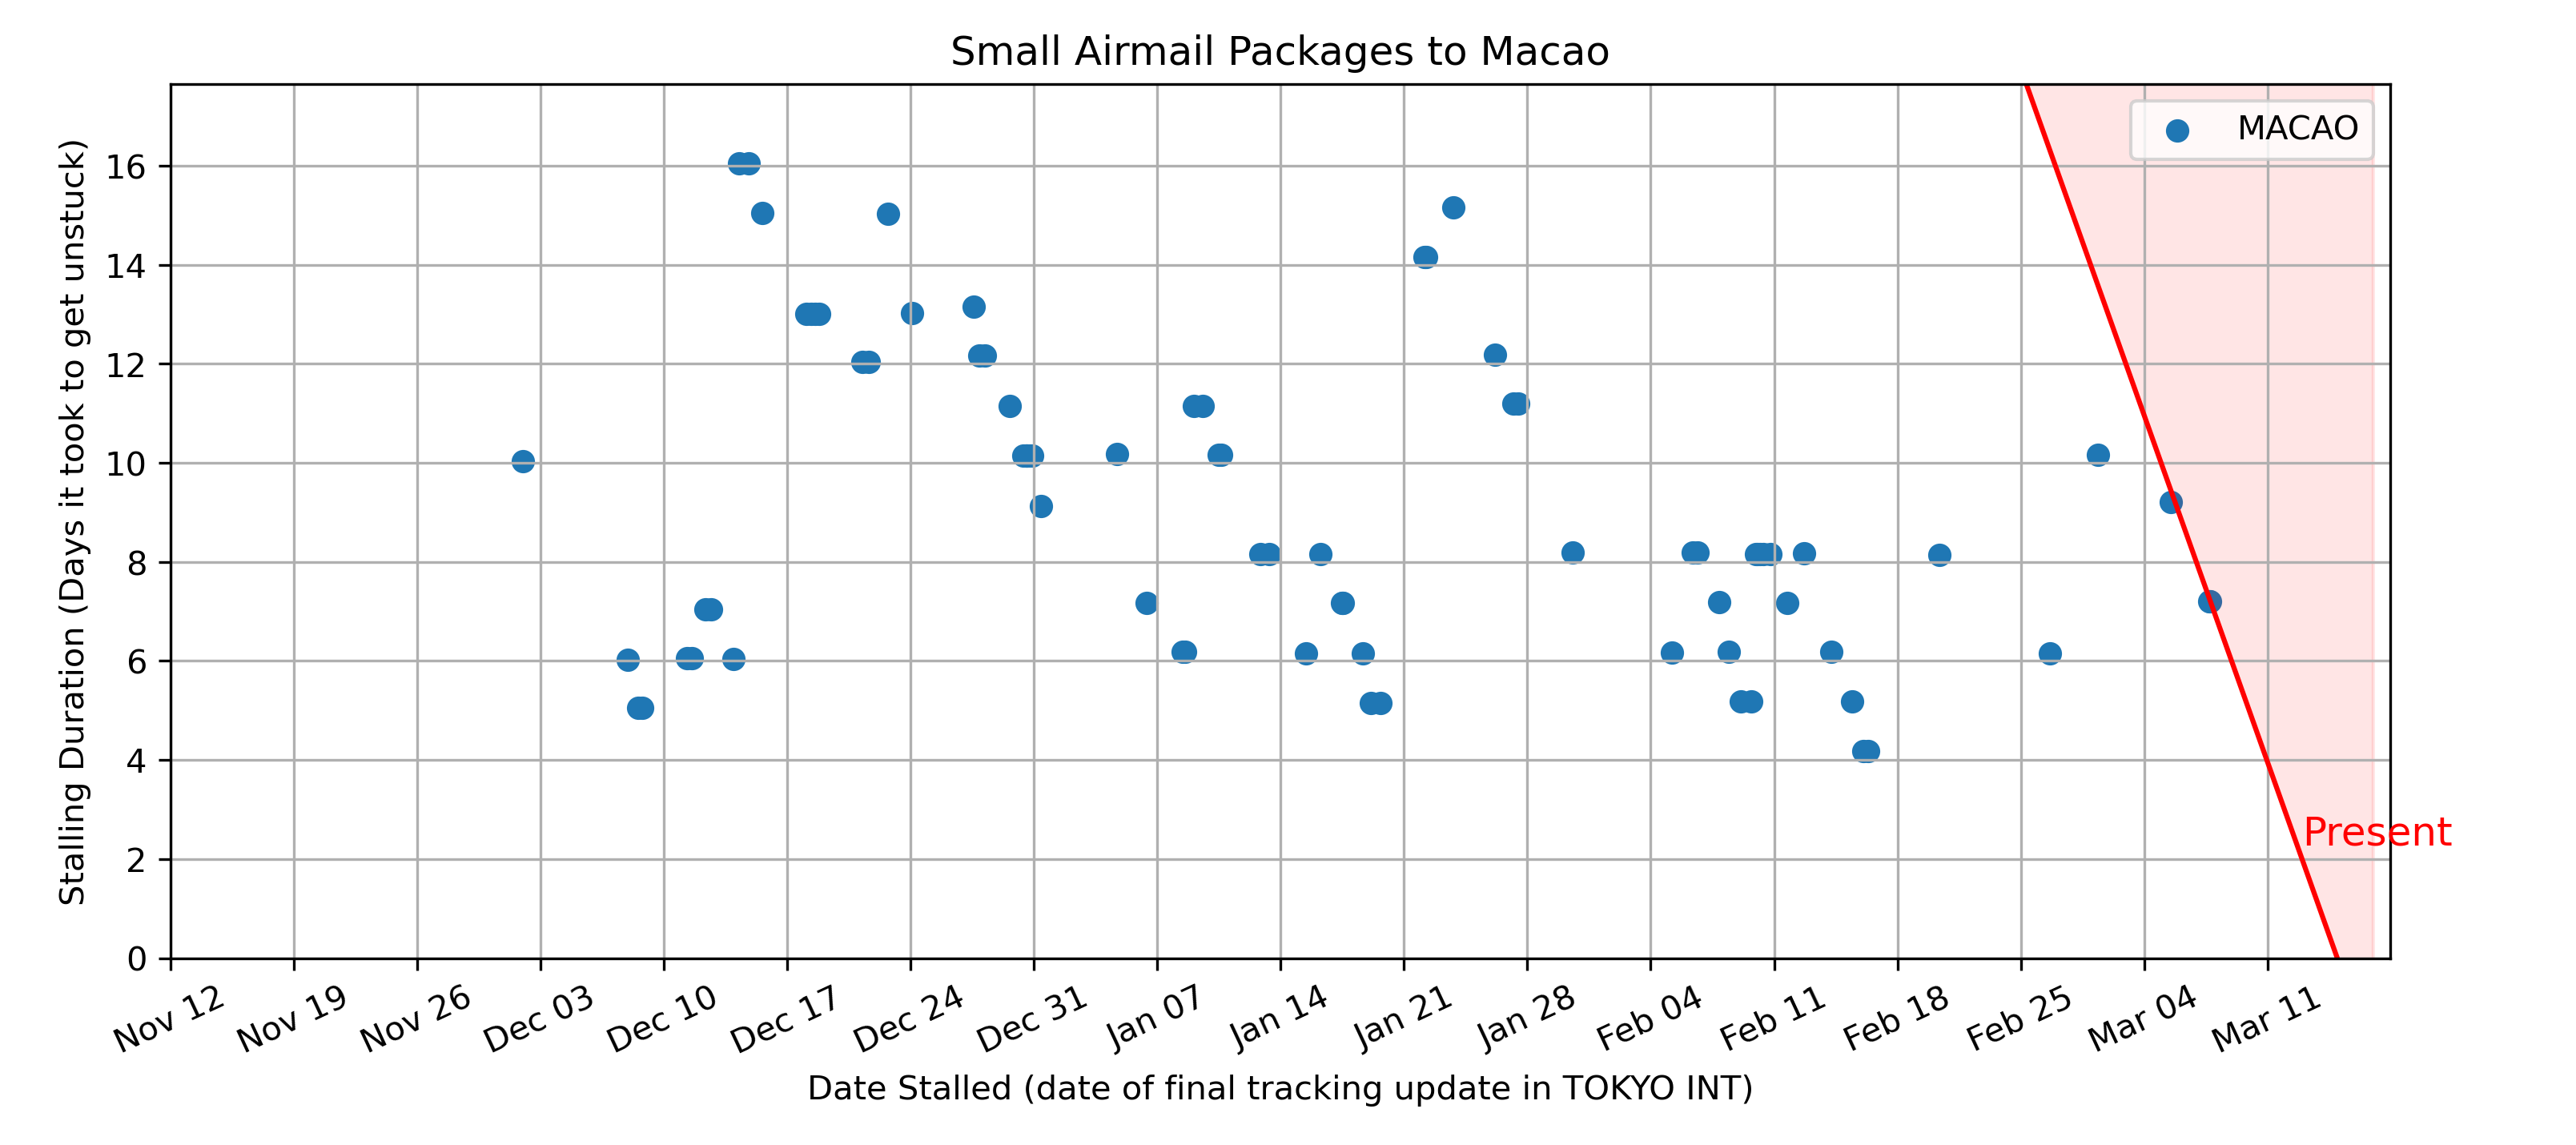 Small Airmail Packages to Macao
MACAO
Stalling Duration (Days it took to get unstuck)
16
14
12
10
8
6
4
2
0
Present
Nov 12 Nov 19 Nov 26 Dec 03 Dec 10 Dec 17 Dec 24 Dec 31 Jan 07 Jan 14 Jan 21 Jan 28 Feb 04 Feb 11 Feb 18 Feb 25 Mar 04 Mar 11
Date Stalled (date of final tracking update in TOKYO INT)